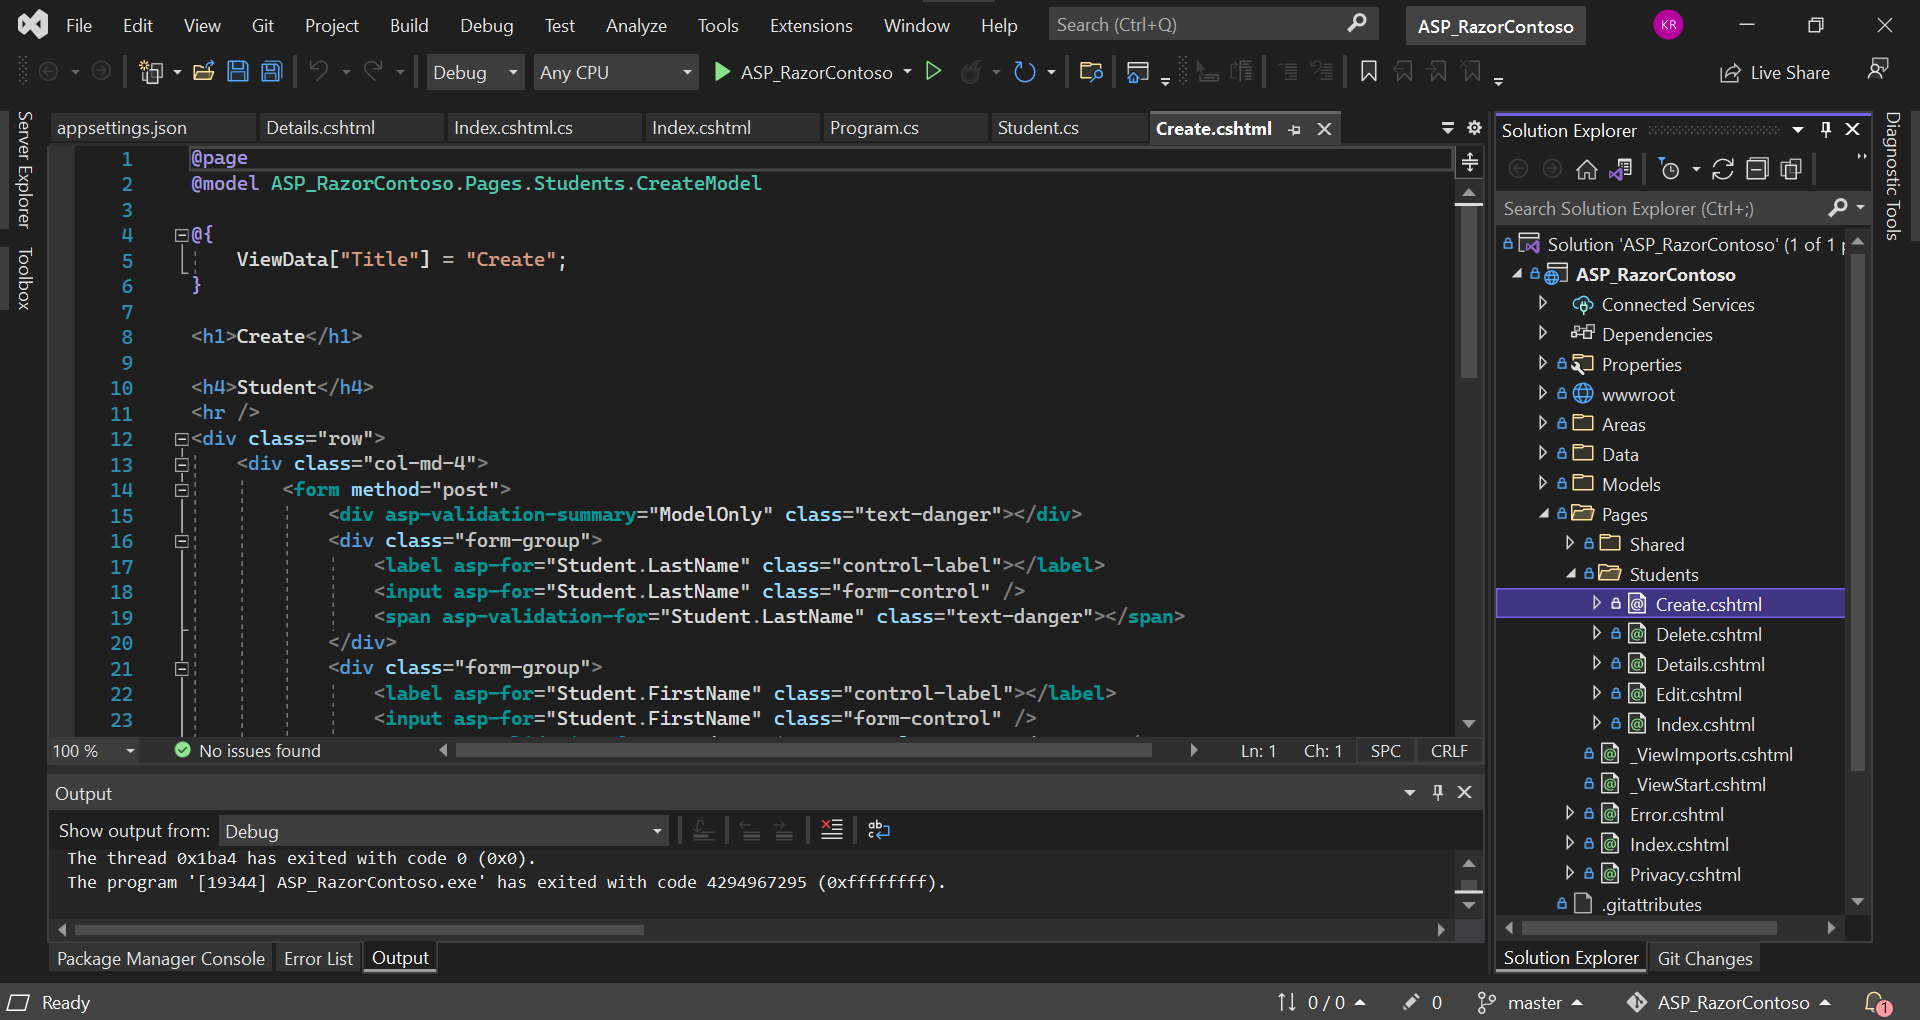 File Edit View Git Project Build Debug Test Analyze Tools Extensions Window Help Search (Ctrl+Q) ASP_RazorContoso KR
Debug Any CPU ASP_RazorContoso Live Share
Server Explorer
Toolbox
appsettings.json Details.cshtml Index.cshtml.cs Index.cshtml Program.cs Student.cs Create.cshtml
1 @page
2 @model ASP_RazorContoso.Pages.Students.CreateModel
3
4 @{
5 ViewData["Title"] = "Create";
6 }
7
8 <h1>Create</h1>
9
10 <h4>Student</h4>
11 <hr />
12 <div class="row">
13 <div class="col-md-4">
14 <form method="post">
15 <div asp-validation-summary="ModelOnly" class="text-danger"></div>
16 <div class="form-group">
17 <label asp-for="Student.LastName" class="control-label"></label>
18 <input asp-for="Student.LastName" class="form-control" />
19 <span asp-validation-for="Student.LastName" class="text-danger"></span>
20 </div>
21 <div class="form-group">
22 <label asp-for="Student.FirstName" class="control-label"></label>
23 <input asp-for="Student.FirstName" class="form-control" />
100 % No issues found Ln: 1 Ch: 1 SPC CRLF
Output
Show output from: Debug
The thread 0x1ba4 has exited with code 0 (0x0).
The program '[19344] ASP_RazorContoso.exe' has exited with code 4294967295 (0xffffffff).
Package Manager Console Error List Output
Solution Explorer
Search Solution Explorer (Ctrl+;)
Solution 'ASP_RazorContoso' (1 of 1
ASP_RazorContoso
Connected Services
Dependencies
Properties
wwwroot
Areas
Data
Models
Pages
Shared
Students
Create.cshtml
Delete.cshtml
Details.cshtml
Edit.cshtml
Index.cshtml
_ViewImports.cshtml
_ViewStart.cshtml
Error.cshtml
Index.cshtml
Privacy.cshtml
.gitattributes
Solution Explorer Git Changes
Diagnostic Tools
Ready 0 / 0 0 master ASP_RazorContoso 1